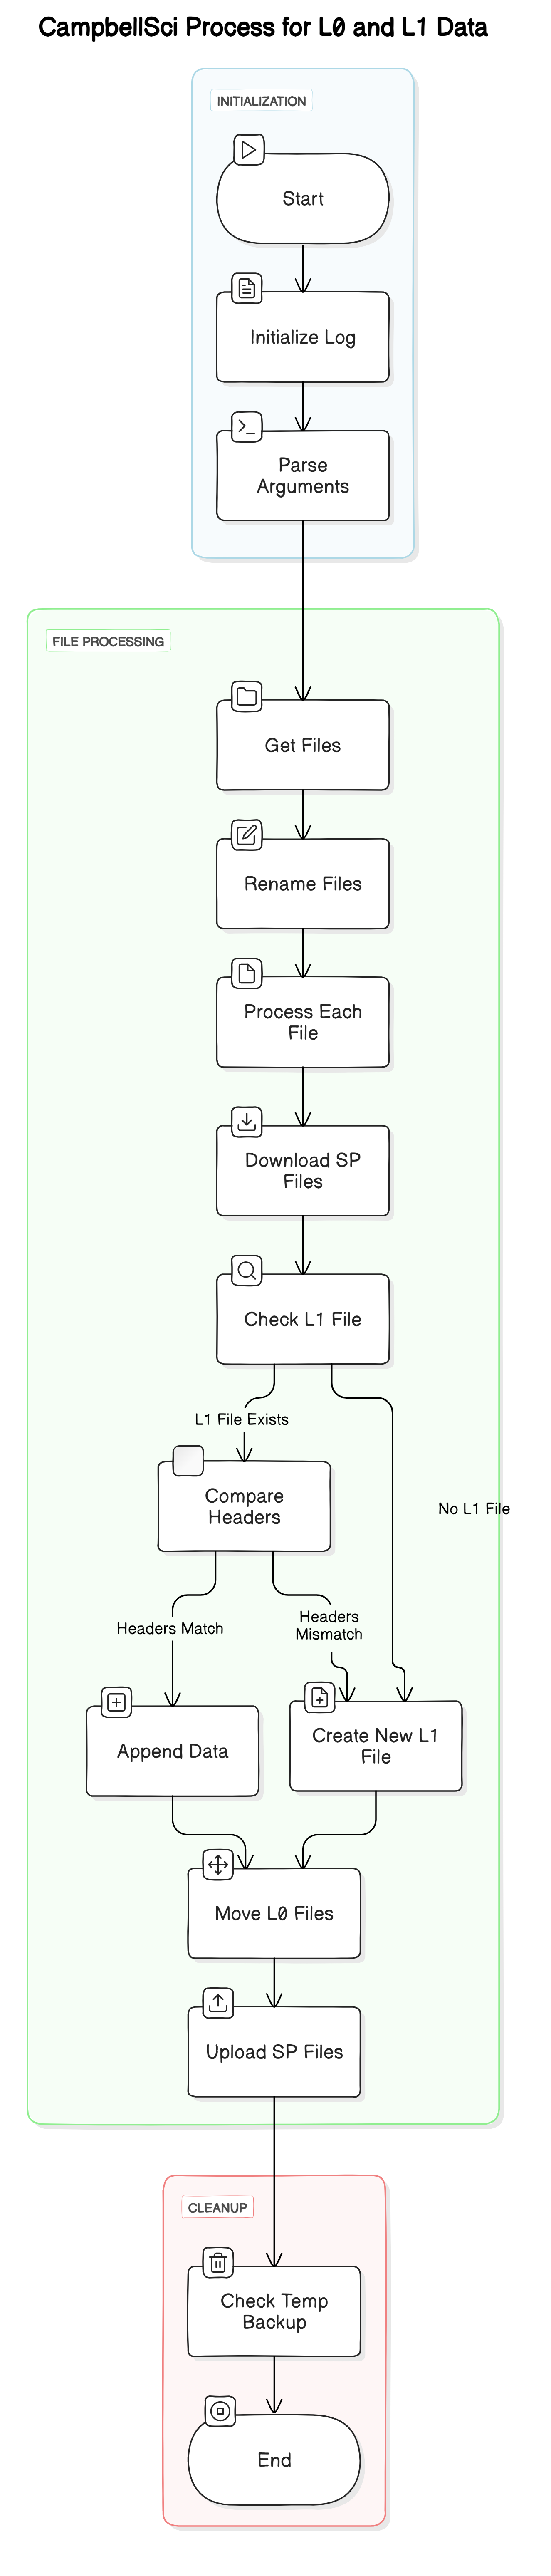 CampbellSci Process for L0 and L1 Data
INITIALIZATION
Start
Initialize Log
Parse
Arguments
FILE PROCESSING
Get Files
Rename Files
Process Each
File
Download SP
Files
Check L1 File
L1 File Exists
Compare
Headers
No L1 File
Headers Match
Headers
Mismatch
Append Data
Create New L1
File
Move L0 Files
Upload SP Files
CLEANUP
Check Temp
Backup
End